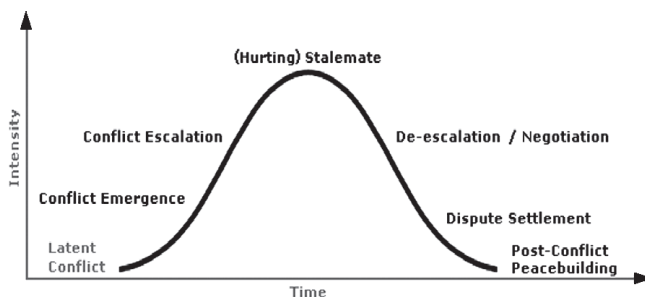 (Hurting) Stalemate
Conflict Escalation
De-escalation / Negotiation
Conflict Emergence
Dispute Settlement
Latent
Conflict
Post-Conflict
Peacebuilding
Intensity
Time